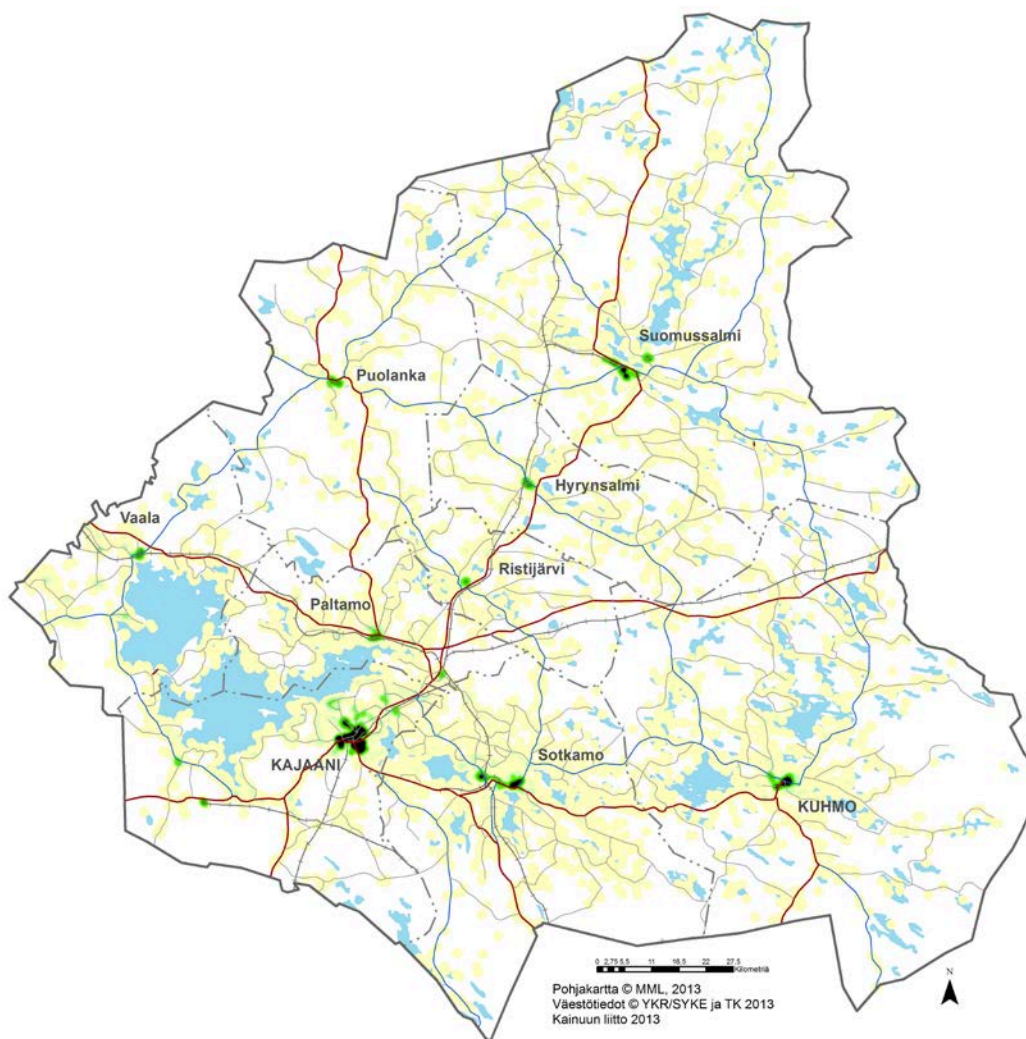 Suomussalmi
Puolanka
Hyrynsalmi
Vaala
Ristijärvi
Paltamo
KAJAANI
Sotkamo
KUHMO
0 2,75 5,5 11 16,5 22 27,5
Kilometriä
N
Pohjakartta © MML, 2013
Väestötiedot © YKR/SYKE ja TK 2013
Kainuun liitto 2013